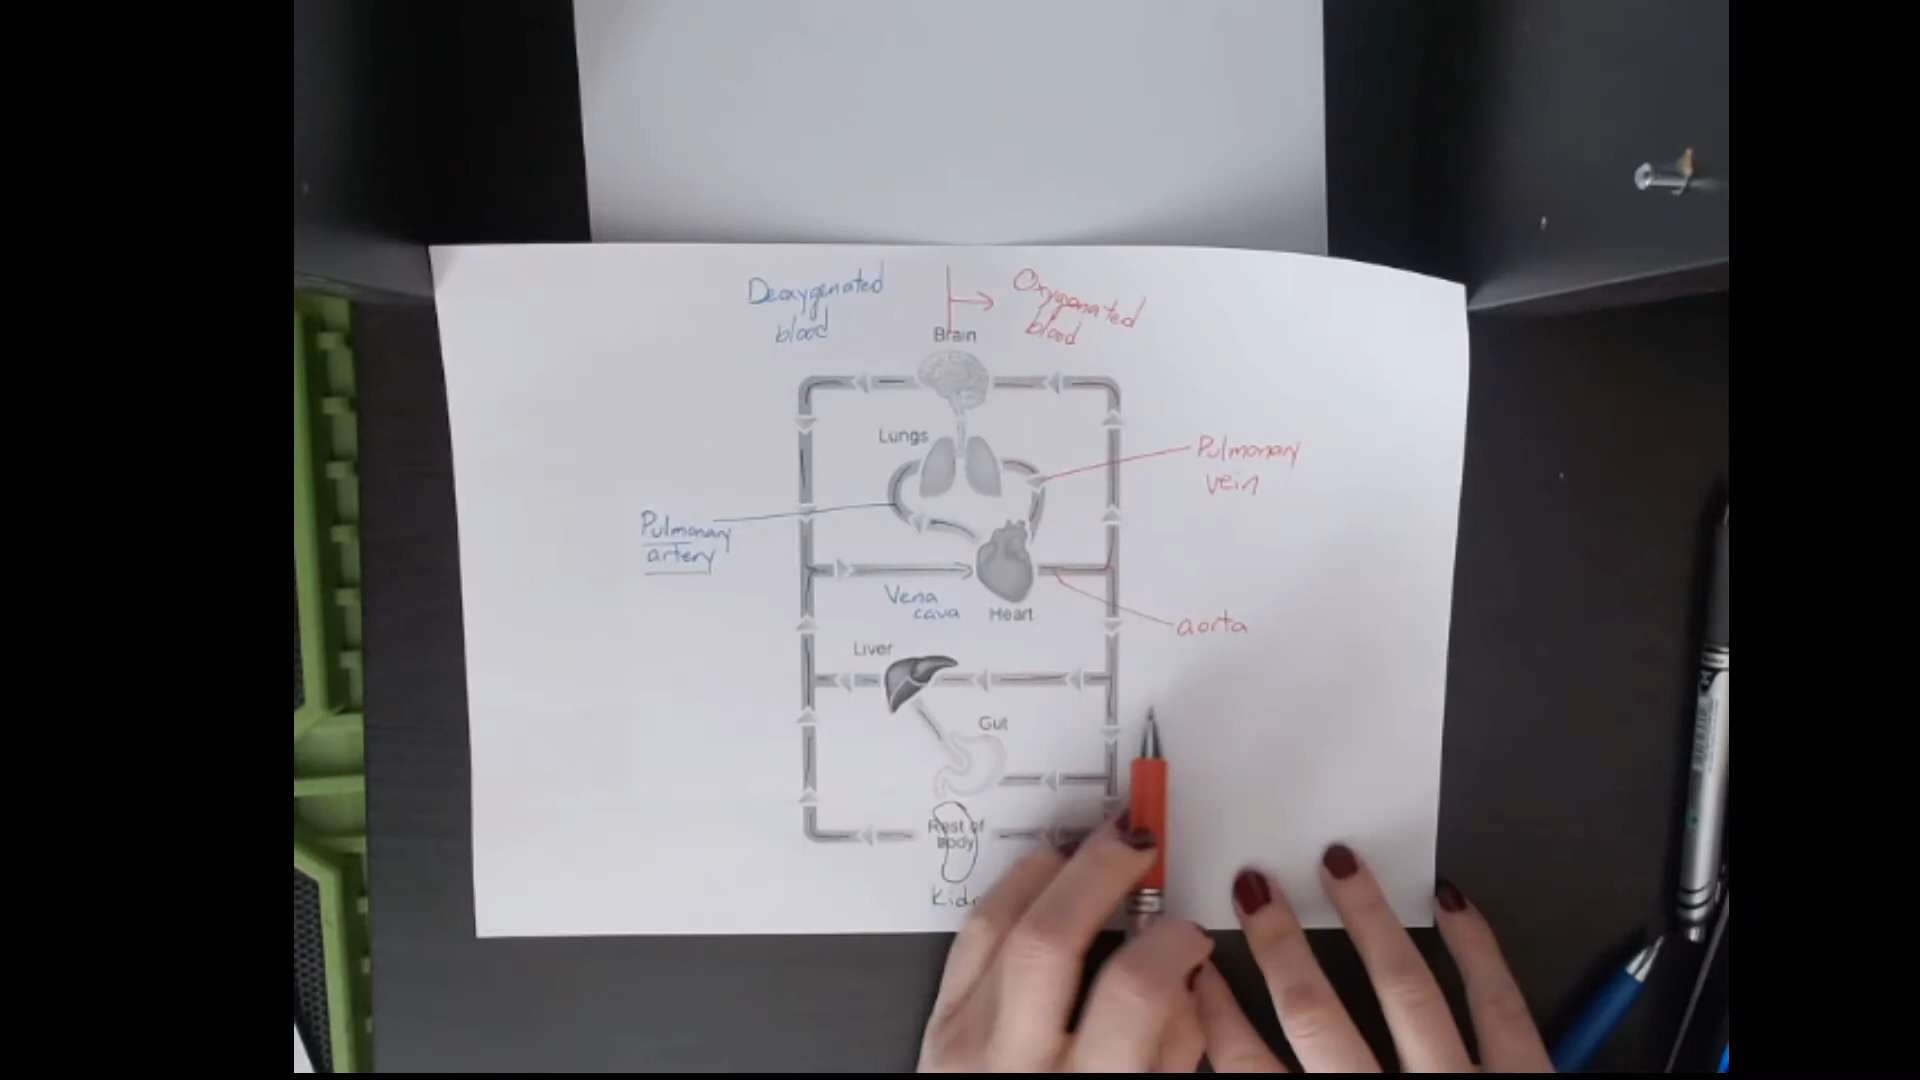 Deoxygenated
blood
Oxygenated
blood
Brain
Lungs
Pulmonary
vein
Pulmonary
artery
Vena
cava
Heart
aorta
Liver
Gut
Rest of
body